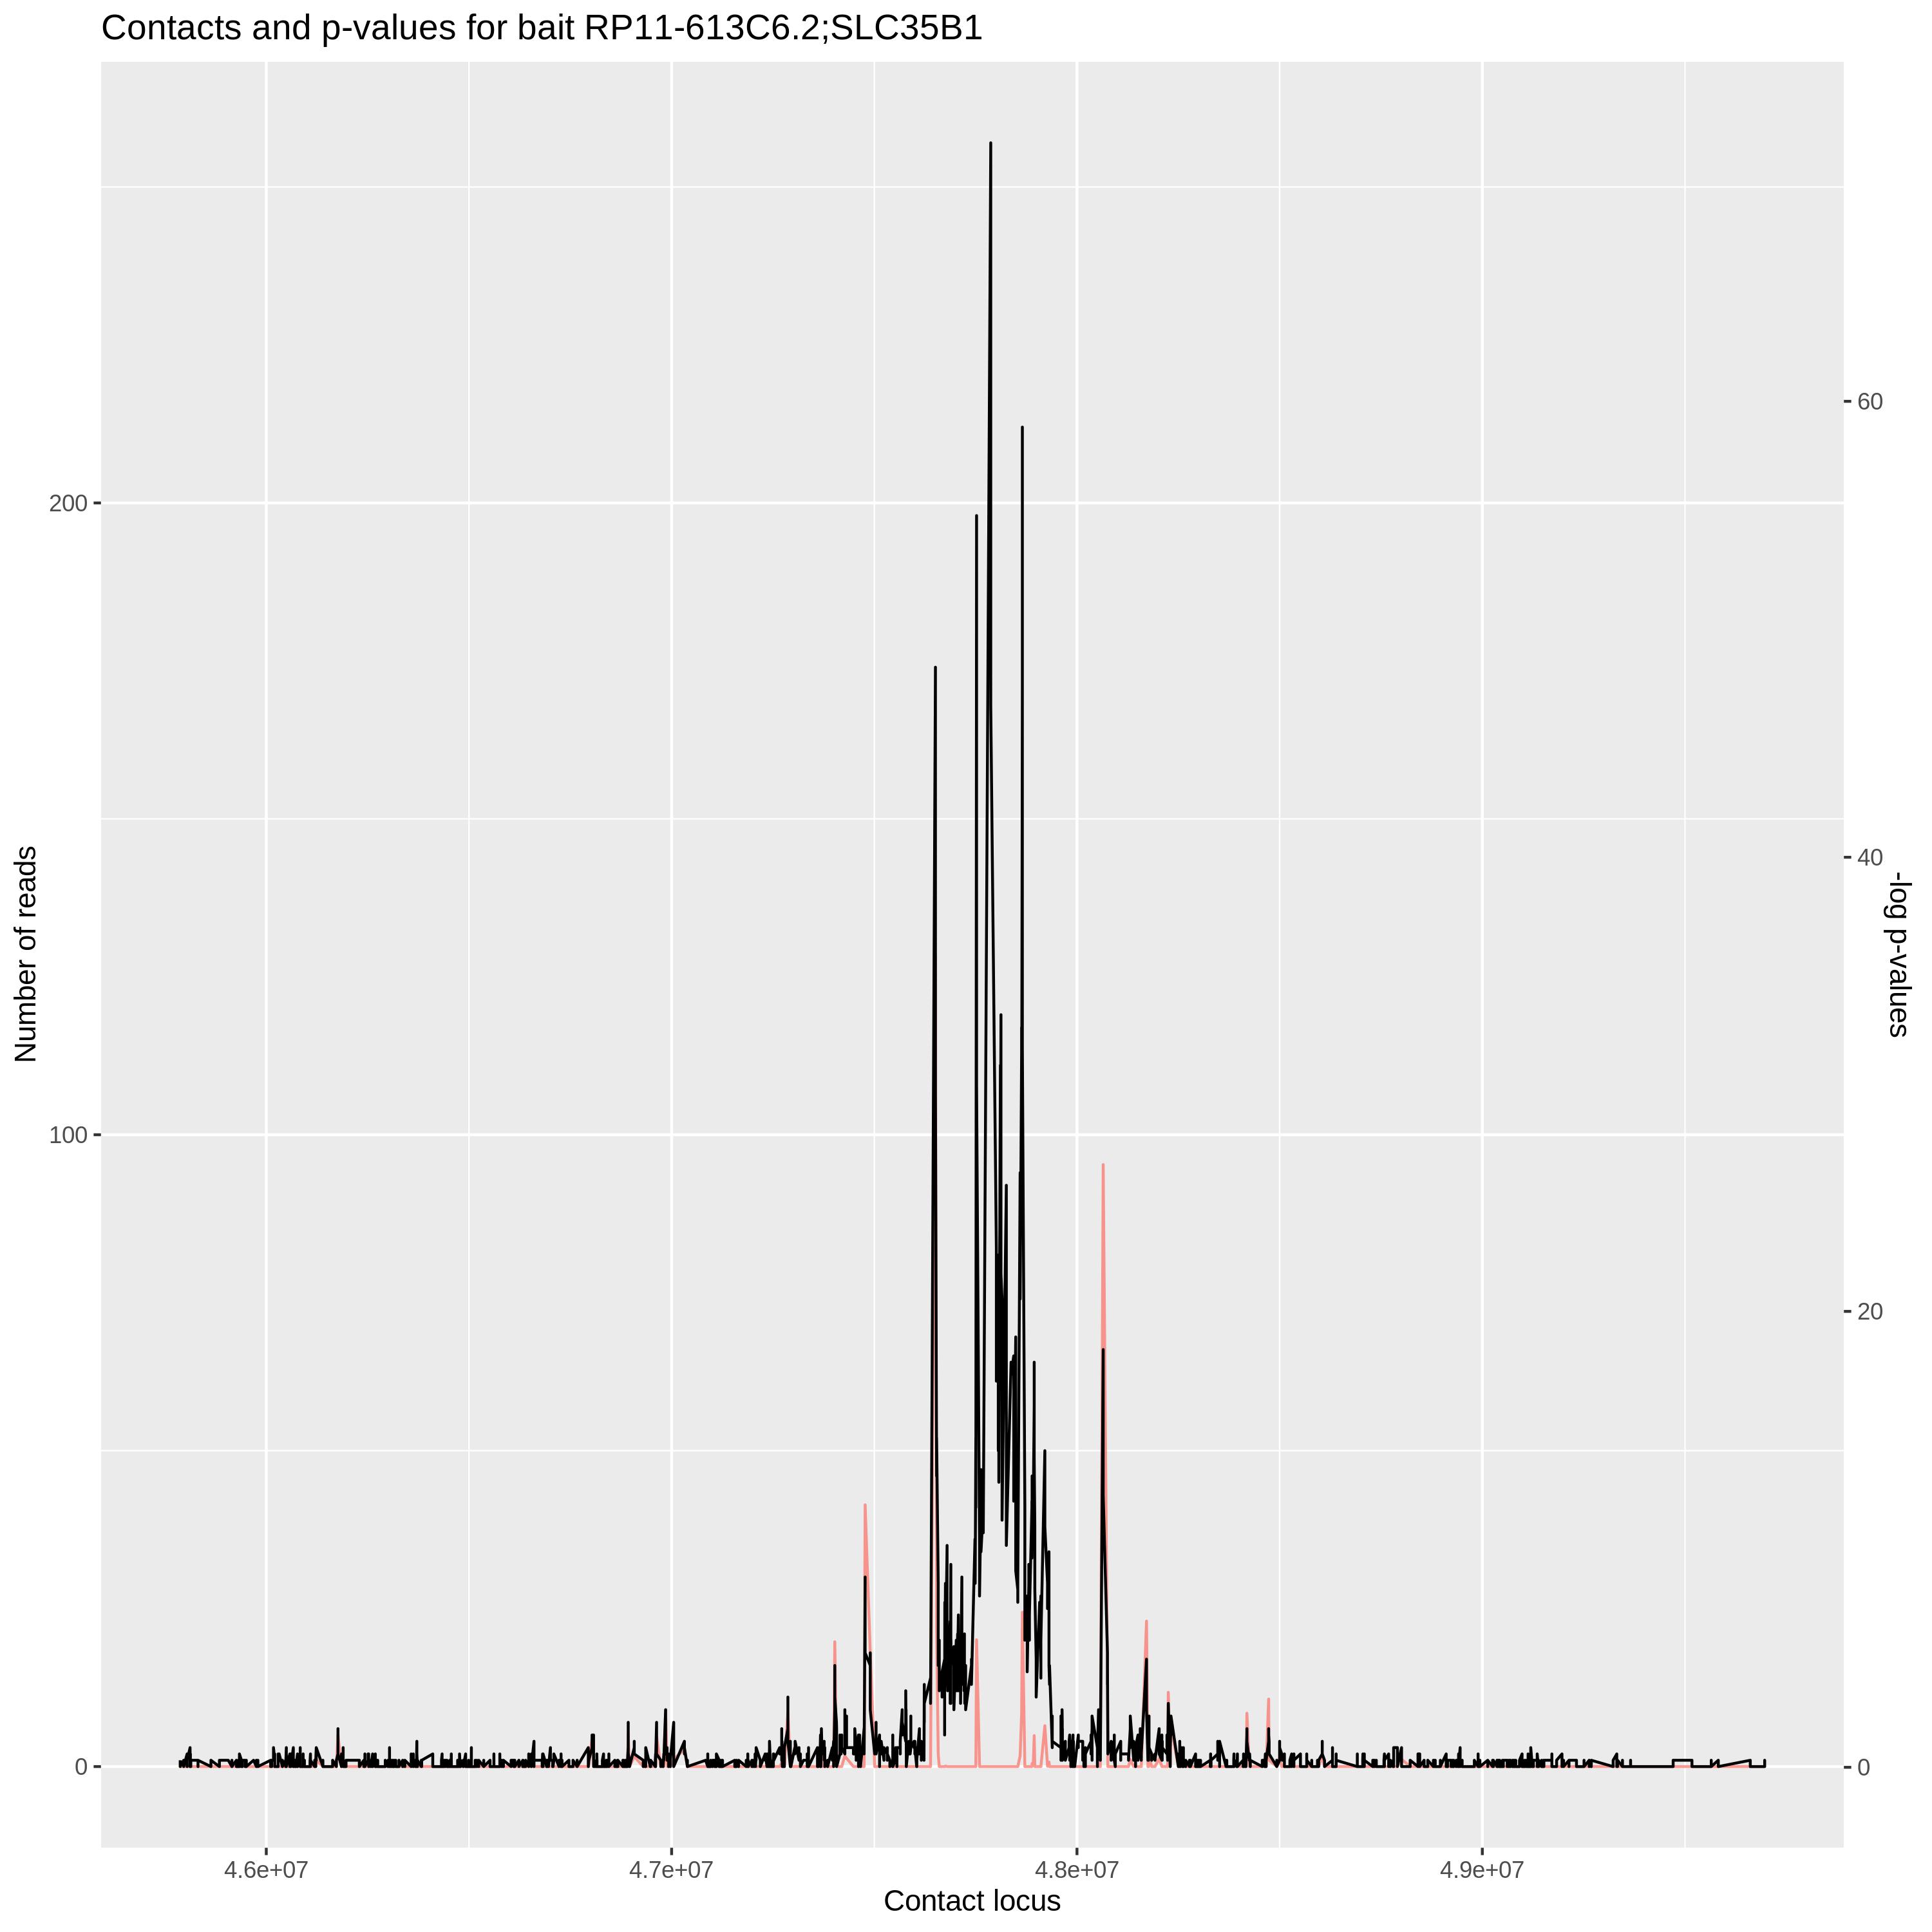 Contacts and p-values for bait RP11-613C6.2;SLC35B1
Number of reads
200
100
0
60
40
20
0
-log p-values
4.6e+07
4.7e+07
4.8e+07
4.9e+07
Contact locus